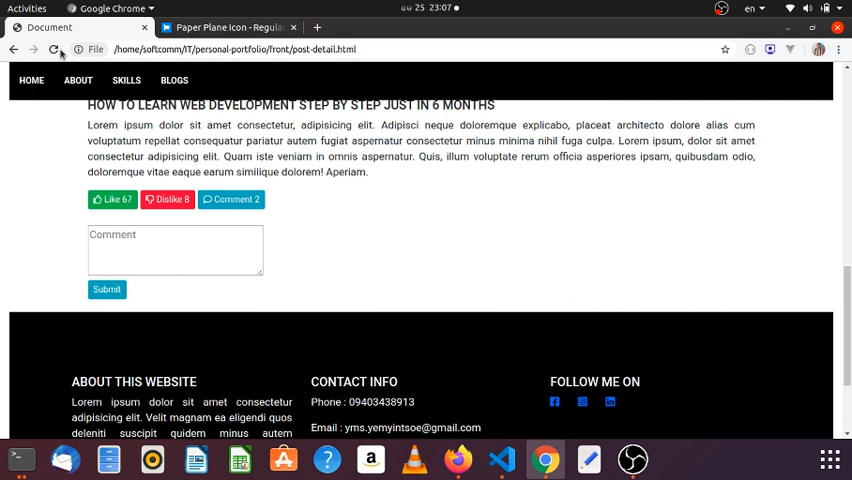 Activities
Google Chrome
ဇွန် 25 23:07
en
Document
Paper Plane Icon - Regular
File
/home/softcomm/IT/personal-portfolio/front/post-detail.html
HOME
ABOUT
SKILLS
BLOGS
HOW TO LEARN WEB DEVELOPMENT STEP BY STEP JUST IN 6 MONTHS
Lorem ipsum dolor sit amet consectetur, adipisicing elit. Adipisci neque doloremque explicabo, placeat architecto dolore alias cum
voluptatum repellat consequatur pariatur autem fugiat aspernatur consectetur minus minima nihil fuga culpa. Lorem ipsum, dolor sit amet
consectetur adipisicing elit. Quam iste veniam in omnis aspernatur. Quis, illum voluptate rerum officia asperiores ipsam, quibusdam odio,
doloremque vitae eaque earum similique dolorem! Aperiam.
Like 67
Dislike 8
Comment 2
Comment
Submit
ABOUT THIS WEBSITE
Lorem ipsum dolor sit amet consectetur
adipisicing elit. Velit magnam ea eligendi quos
deleniti suscipit quidem minus autem
CONTACT INFO
Phone : 09403438913
Email : yms.yemyintsoe@gmail.com
FOLLOW ME ON